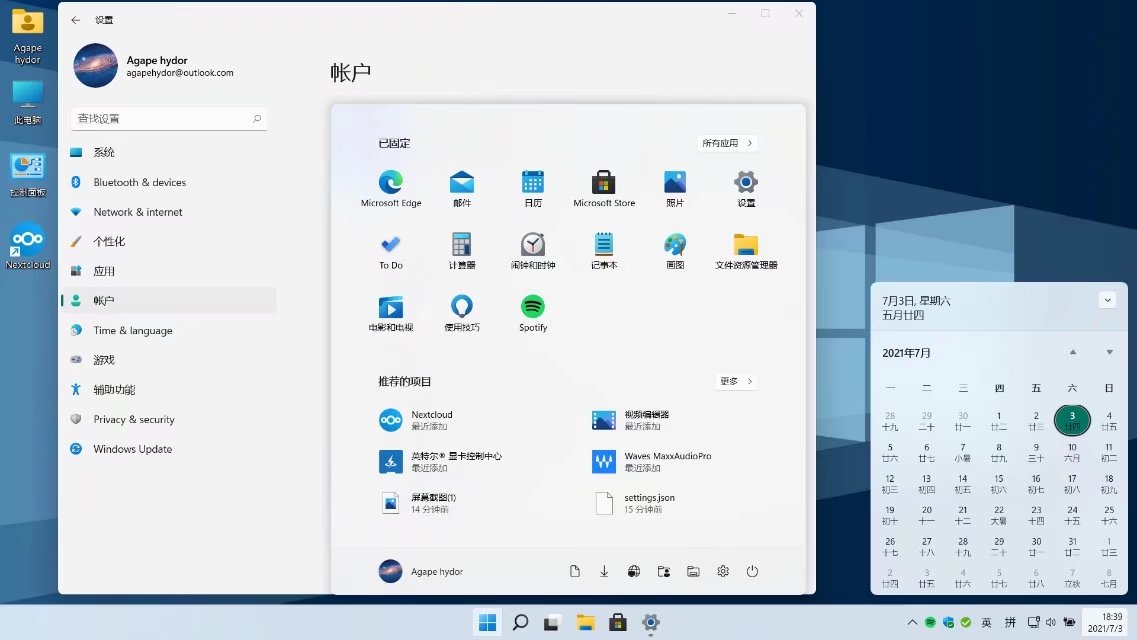 Agape
hydor
此电脑
控制面板
Nextcloud
设置
Agape hydor
agapehydor@outlook.com
查找设置
系统
Bluetooth & devices
Network & internet
个性化
应用
帐户
Time & language
游戏
辅助功能
Privacy & security
Windows Update
帐户
已固定
所有应用
Microsoft Edge
邮件
日历
Microsoft Store
照片
设置
To Do
计算器
闹钟和时钟
记事本
画图
文件资源管理器
电影和电视
使用技巧
Spotify
推荐的项目
更多
Nextcloud
最近添加
视频编辑器
最近添加
英特尔® 显卡控制中心
最近添加
Waves MaxxAudioPro
最近添加
屏幕截图(1)
14 分钟前
settings.json
15 分钟前
Agape hydor
7月3日, 星期六
五月廿四
2021年7月
一 二 三 四 五 六 日
28 29 30 1 2 3 4
十九 二十 廿一 廿二 廿三 廿四 廿五
5 6 7 8 9 10 11
廿六 廿七 小暑 廿九 三十 六月 初二
12 13 14 15 16 17 18
初三 初四 初五 初六 初七 初八 初九
19 20 21 22 23 24 25
初十 十一 十二 大暑 十四 十五 十六
26 27 28 29 30 31 1
十七 十八 十九 二十 廿一 廿二 廿三
2 3 4 5 6 7 8
廿四 廿五 廿六 廿七 廿八 立秋 七月
英 拼
18:39
2021/7/3